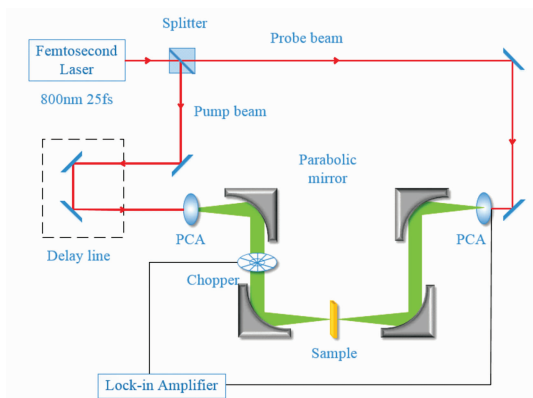 Splitter
Probe beam
Femtosecond
Laser
800nm 25fs
Pump beam
Parabolic
mirror
PCA
PCA
Delay line
Chopper
Sample
Lock-in Amplifier